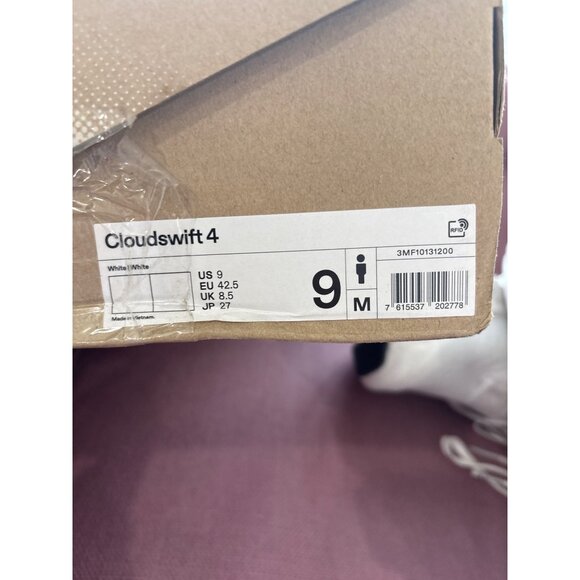 Cloudswift 4
RFID
3MF10131200
White | White
US 9
EU 42.5
UK 8.5
JP 27
9
M
7 615537 202778
Made in Vietnam.